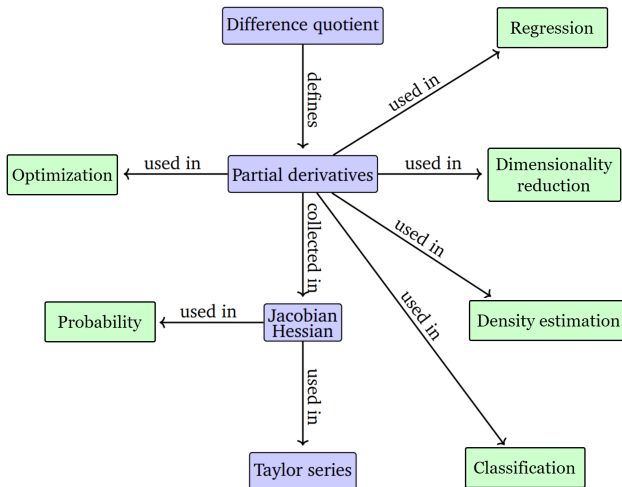 Difference quotient
Regression
defines
used in
Optimization
used in
Partial derivatives
used in
Dimensionality
reduction
collected in
used in
used in
Probability
used in
Jacobian
Hessian
Density estimation
used in
Taylor series
Classification